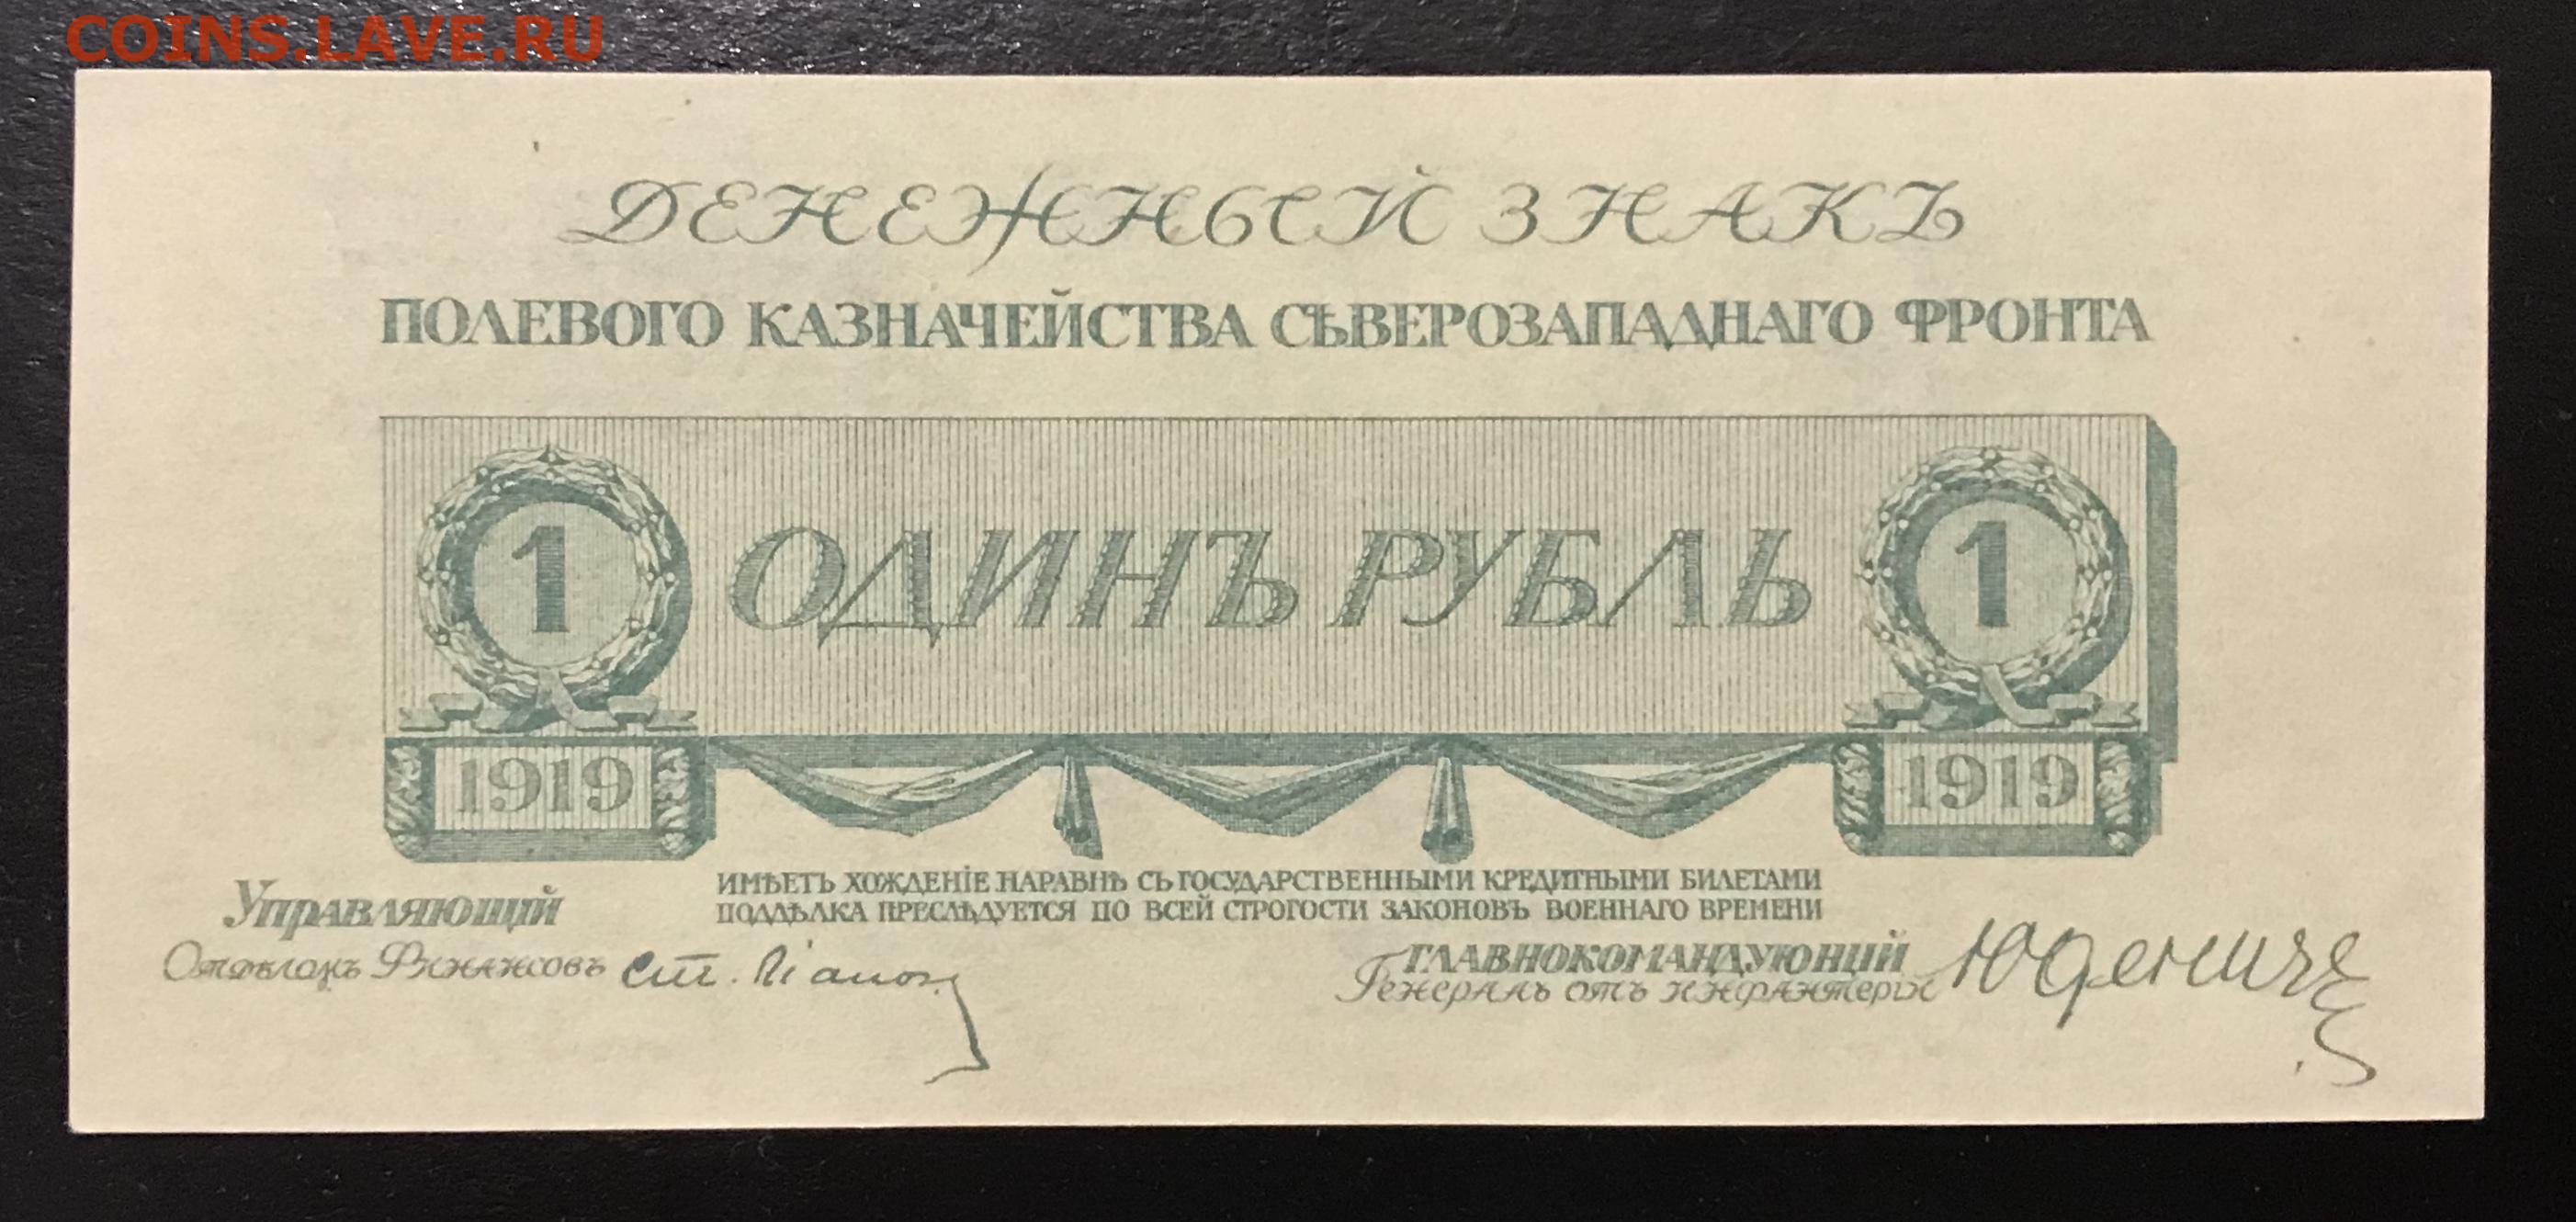 COINS.LAVE.RU
ДЕНЕЖНЫЙ ЗНАКЪ
ПОЛЕВОГО КАЗНАЧЕЙСТВА СѢВЕРОЗАПАДНАГО ФРОНТА
1 ОДИНЪ РУБЛЬ 1
1919 1919
ИМѢЕТЪ ХОЖДЕНІЕ НАРАВНѢ СЪ ГОСУДАРСТВЕННЫМИ КРЕДИТНЫМИ БИЛЕТАМИ
ПОДДѢЛКА ПРЕСЛѢДУЕТСЯ ПО ВСЕЙ СТРОГОСТИ ЗАКОНОВЪ ВОЕННАГО ВРЕМЕНИ
Управляющій
Отдѣломъ Финансовъ
ГЛАВНОКОМАНДУЮЩІЙ
Генералъ отъ инфантеріи Юденичъ